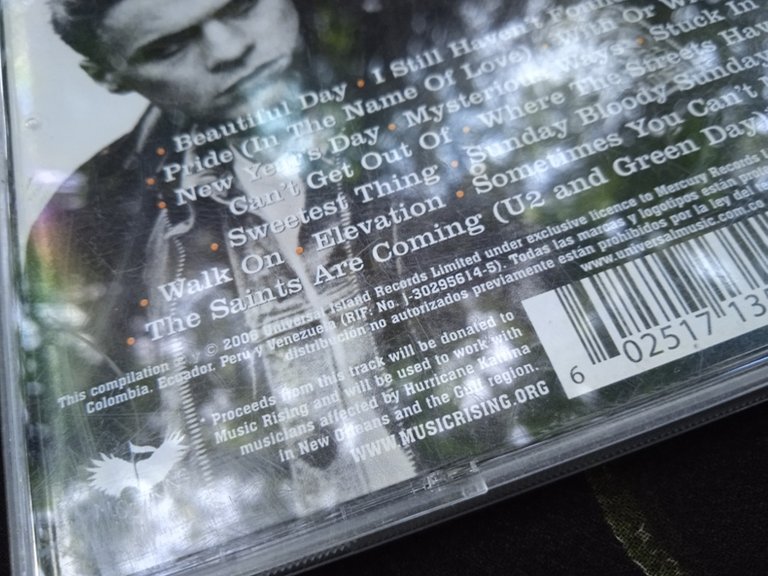 Beautiful Day • I Still Haven't
Pride (In The Name Of Love) • With Or
New Year's Day • Mysterious Ways • Stuck In
Can't Get Out Of • Where The Streets Hav
• Sweetest Thing • Sunday Bloody Sunday
• Walk On • Elevation • Sometimes You Can't
• The Saints Are Coming (U2 and Green Day)
This compilation ℗ y © 2006 Universal Island Records Limited under exclusive licence to Mercury Records
Colombia, Ecuador, Perú y Venezuela (RIF: No. J-30295614-5). Todas las marcas y logotipos están
distribución no autorizados previamente están prohibidos por la ley del
www.universalmusic.com.co
• Proceeds from this track will be donated to
Music Rising and will be used to work with
musicians affected by Hurricane Katrina
in New Orleans and the Gulf region.
WWW.MUSICRISING.ORG
6 02517 13